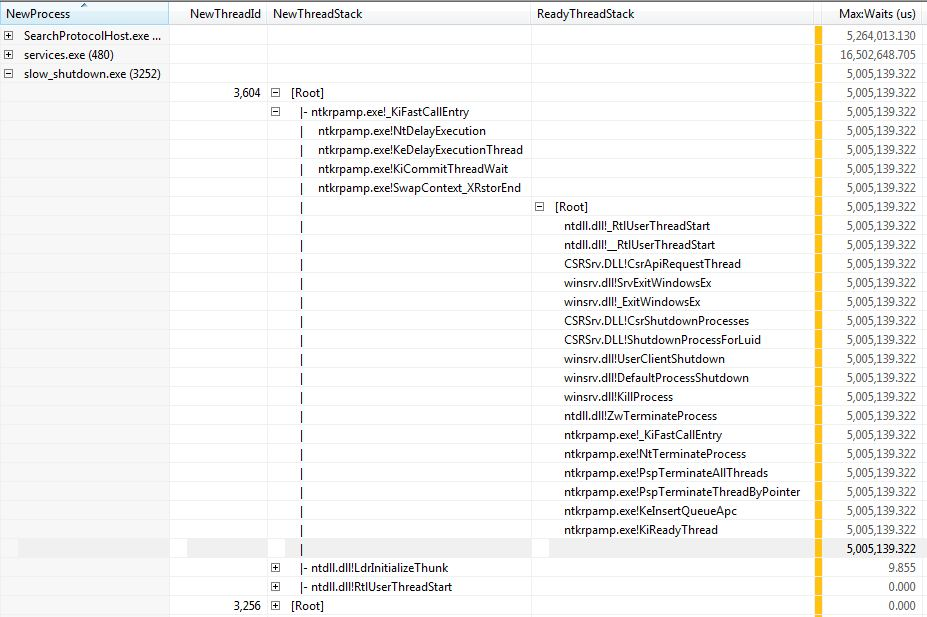 NewProcess NewThreadId NewThreadStack ReadyThreadStack Max:Waits (us)
SearchProtocolHost.exe ... 5,264,013.130
services.exe (480) 16,502,648.705
slow_shutdown.exe (3252) 5,005,139.322
3,604 [Root] 5,005,139.322
|- ntkrpamp.exe!_KiFastCallEntry 5,005,139.322
| ntkrpamp.exe!NtDelayExecution 5,005,139.322
| ntkrpamp.exe!KeDelayExecutionThread 5,005,139.322
| ntkrpamp.exe!KiCommitThreadWait 5,005,139.322
| ntkrpamp.exe!SwapContext_XRstorEnd 5,005,139.322
| [Root] 5,005,139.322
| ntdll.dll!_RtlUserThreadStart 5,005,139.322
| ntdll.dll!__RtlUserThreadStart 5,005,139.322
| CSRSrv.DLL!CsrApiRequestThread 5,005,139.322
| winsrv.dll!SrvExitWindowsEx 5,005,139.322
| winsrv.dll!_ExitWindowsEx 5,005,139.322
| CSRSrv.DLL!CsrShutdownProcesses 5,005,139.322
| CSRSrv.DLL!ShutdownProcessForLuid 5,005,139.322
| winsrv.dll!UserClientShutdown 5,005,139.322
| winsrv.dll!DefaultProcessShutdown 5,005,139.322
| winsrv.dll!KillProcess 5,005,139.322
| ntdll.dll!ZwTerminateProcess 5,005,139.322
| ntkrpamp.exe!_KiFastCallEntry 5,005,139.322
| ntkrpamp.exe!NtTerminateProcess 5,005,139.322
| ntkrpamp.exe!PspTerminateAllThreads 5,005,139.322
| ntkrpamp.exe!PspTerminateThreadByPointer 5,005,139.322
| ntkrpamp.exe!KeInsertQueueApc 5,005,139.322
| ntkrpamp.exe!KiReadyThread 5,005,139.322
| 5,005,139.322
|- ntdll.dll!LdrInitializeThunk 9.855
|- ntdll.dll!RtlUserThreadStart 0.000
3,256 [Root] 0.000